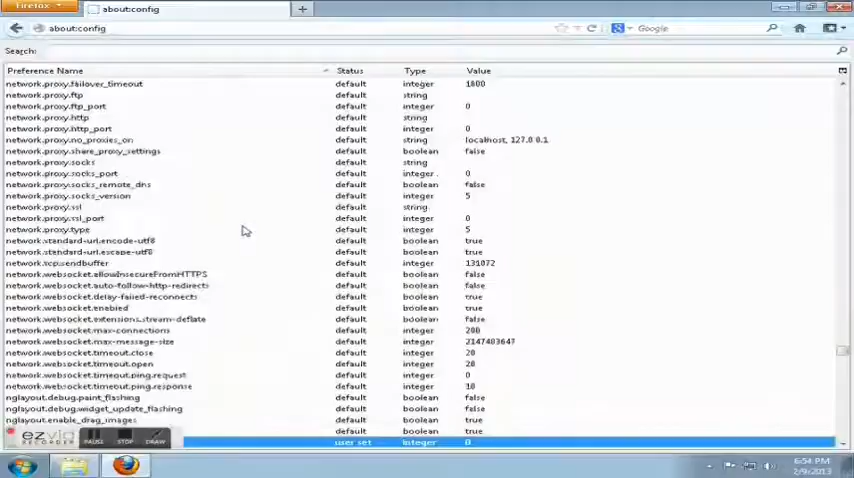 Firefox
about:config
+
about:config
Google
Search:
Preference Name Status Type Value
network.proxy.failover_timeout default integer 1800
network.proxy.ftp default string
network.proxy.ftp_port default integer 0
network.proxy.http default string
network.proxy.http_port default integer 0
network.proxy.no_proxies_on default string localhost, 127.0.0.1
network.proxy.share_proxy_settings default boolean false
network.proxy.socks default string
network.proxy.socks_port default integer 0
network.proxy.socks_remote_dns default boolean false
network.proxy.socks_version default integer 5
network.proxy.ssl default string
network.proxy.ssl_port default integer 0
network.proxy.type default integer 5
network.standard-url.encode-utf8 default boolean true
network.standard-url.escape-utf8 default boolean true
network.tcp.sendbuffer default integer 131072
network.websocket.allowInsecureFromHTTPS default boolean false
network.websocket.auto-follow-http-redirects default boolean false
network.websocket.delay-failed-reconnects default boolean true
network.websocket.enabled default boolean true
network.websocket.extensions.stream-deflate default boolean false
network.websocket.max-connections default integer 200
network.websocket.max-message-size default integer 2147483647
network.websocket.timeout.close default integer 20
network.websocket.timeout.open default integer 20
network.websocket.timeout.ping.request default integer 0
network.websocket.timeout.ping.response default integer 10
nglayout.debug.paint_flashing default boolean false
nglayout.debug.widget_update_flashing default boolean false
nglayout.enable_drag_images default boolean true
default boolean true
user set integer 0
ezvid
RECORDER
PAUSE STOP DRAW
6:54 PM
2/9/2013